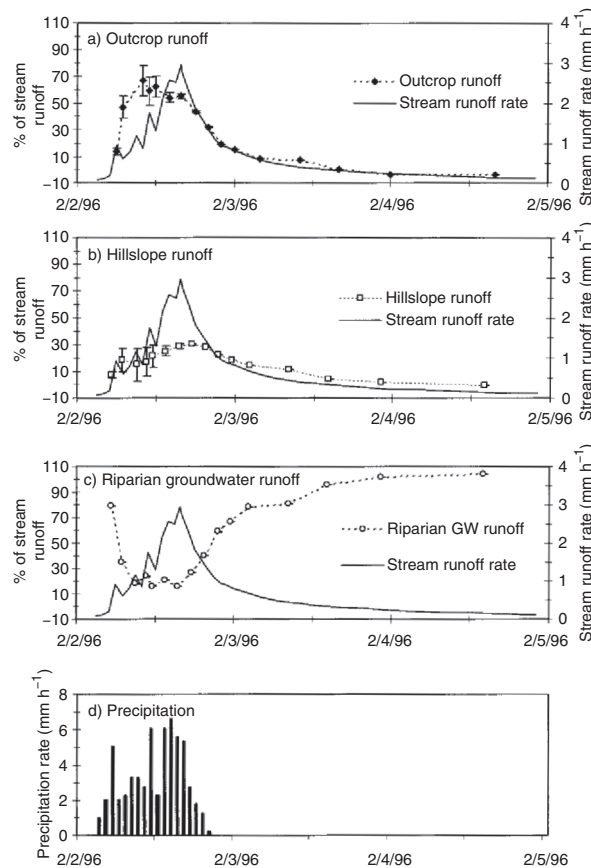 a) Outcrop runoff
Outcrop runoff
Stream runoff rate
% of stream
runoff
110
90
70
50
30
10
−10
4
3
2
1
0
Stream runoff rate (mm h−1)
2/2/96
2/3/96
2/4/96
2/5/96
b) Hillslope runoff
Hillslope runoff
Stream runoff rate
% of stream
runoff
110
90
70
50
30
10
−10
4
3
2
1
0
Stream runoff rate (mm h−1)
2/2/96
2/3/96
2/4/96
2/5/96
c) Riparian groundwater runoff
Riparian GW runoff
Stream runoff rate
% of stream
runoff
110
90
70
50
30
10
−10
4
3
2
1
0
Stream runoff rate (mm h−1)
2/2/96
2/3/96
2/4/96
2/5/96
d) Precipitation
Precipitation rate (mm h−1)
8
6
4
2
0
2/2/96
2/3/96
2/4/96
2/5/96